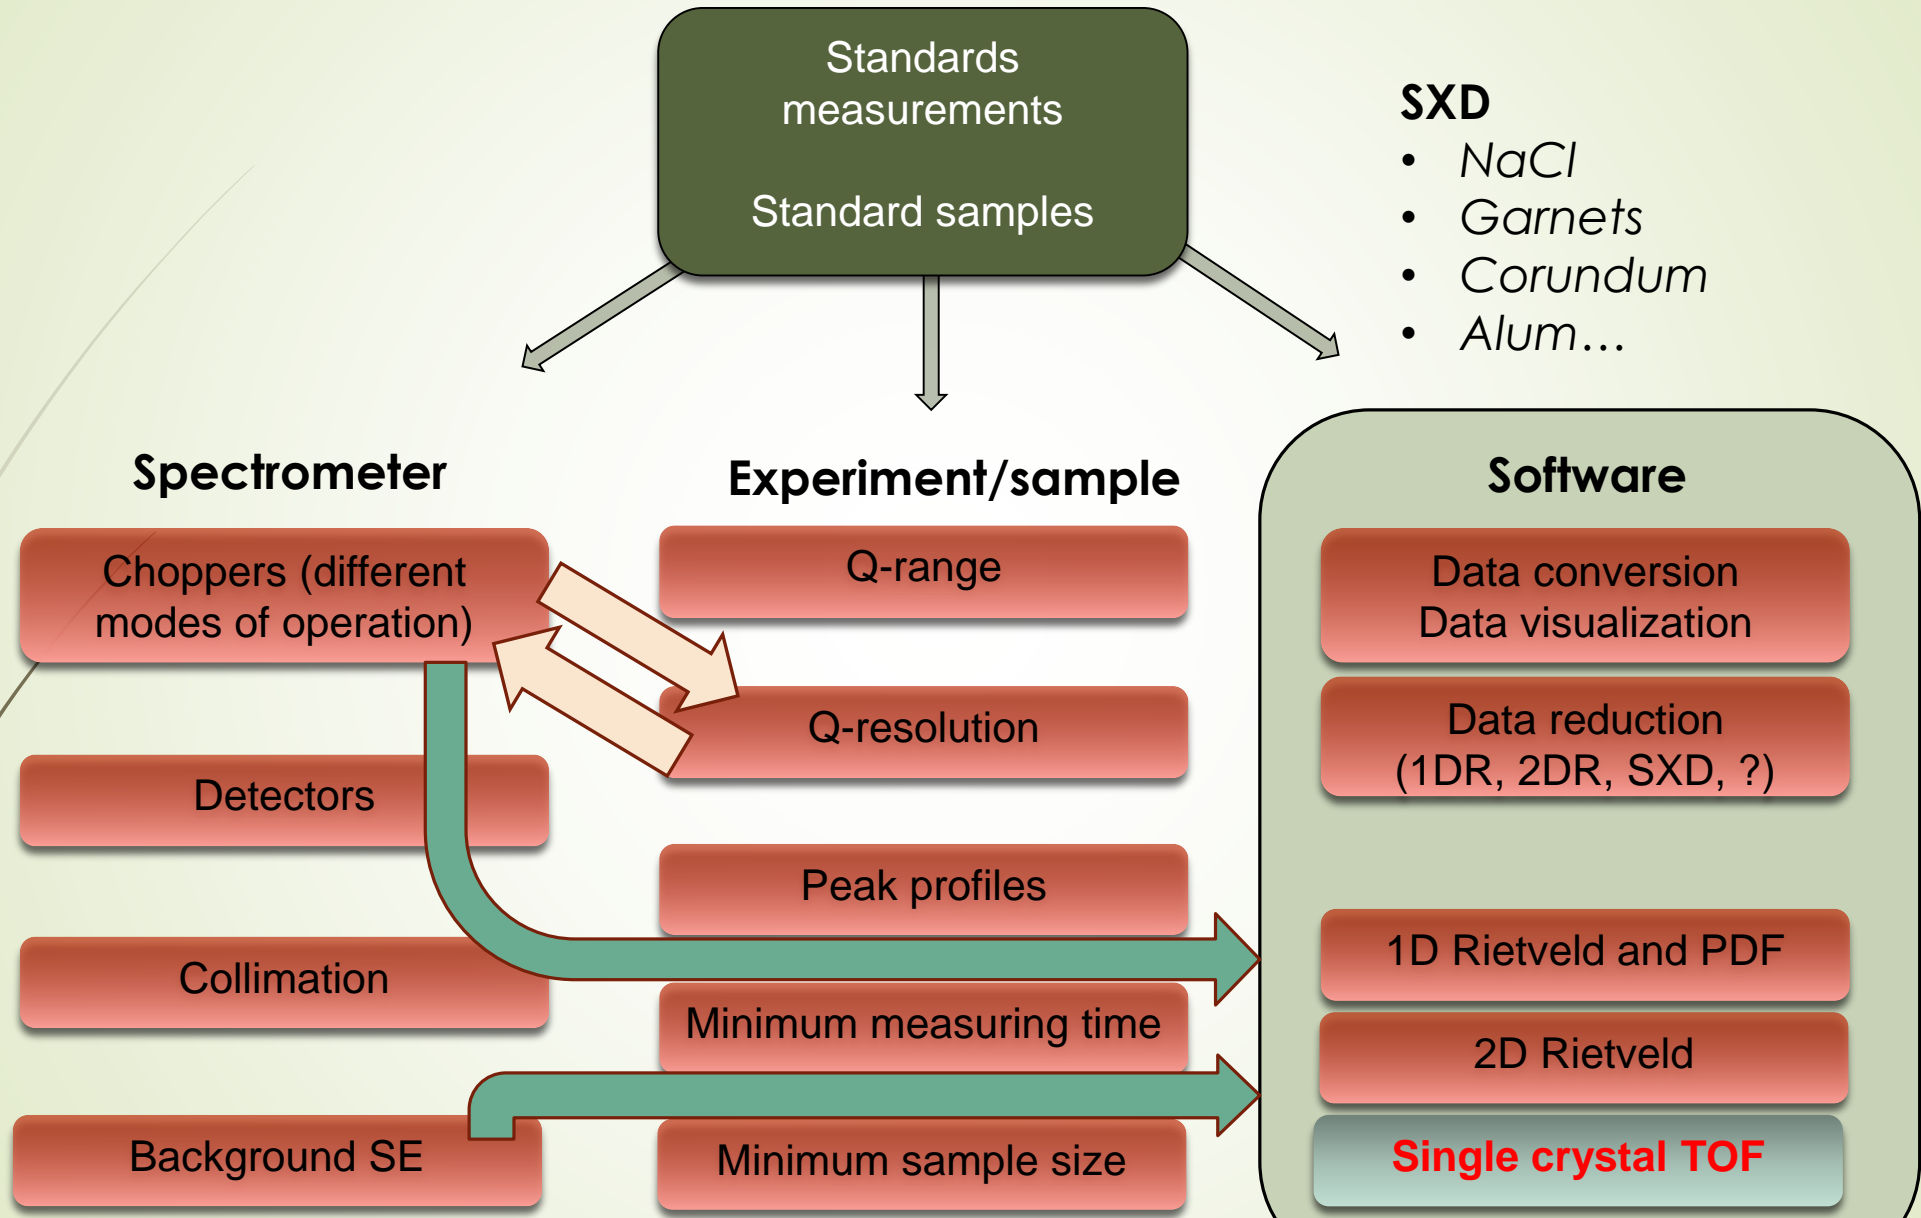 Standards
measurements
Standard samples
SXD
• NaCl
• Garnets
• Corundum
• Alum…
Spectrometer
Choppers (different
modes of operation)
Detectors
Collimation
Background SE
Experiment/sample
Q-range
Q-resolution
Peak profiles
Minimum measuring time
Minimum sample size
Software
Data conversion
Data visualization
Data reduction
(1DR, 2DR, SXD, ?)
1D Rietveld and PDF
2D Rietveld
Single crystal TOF